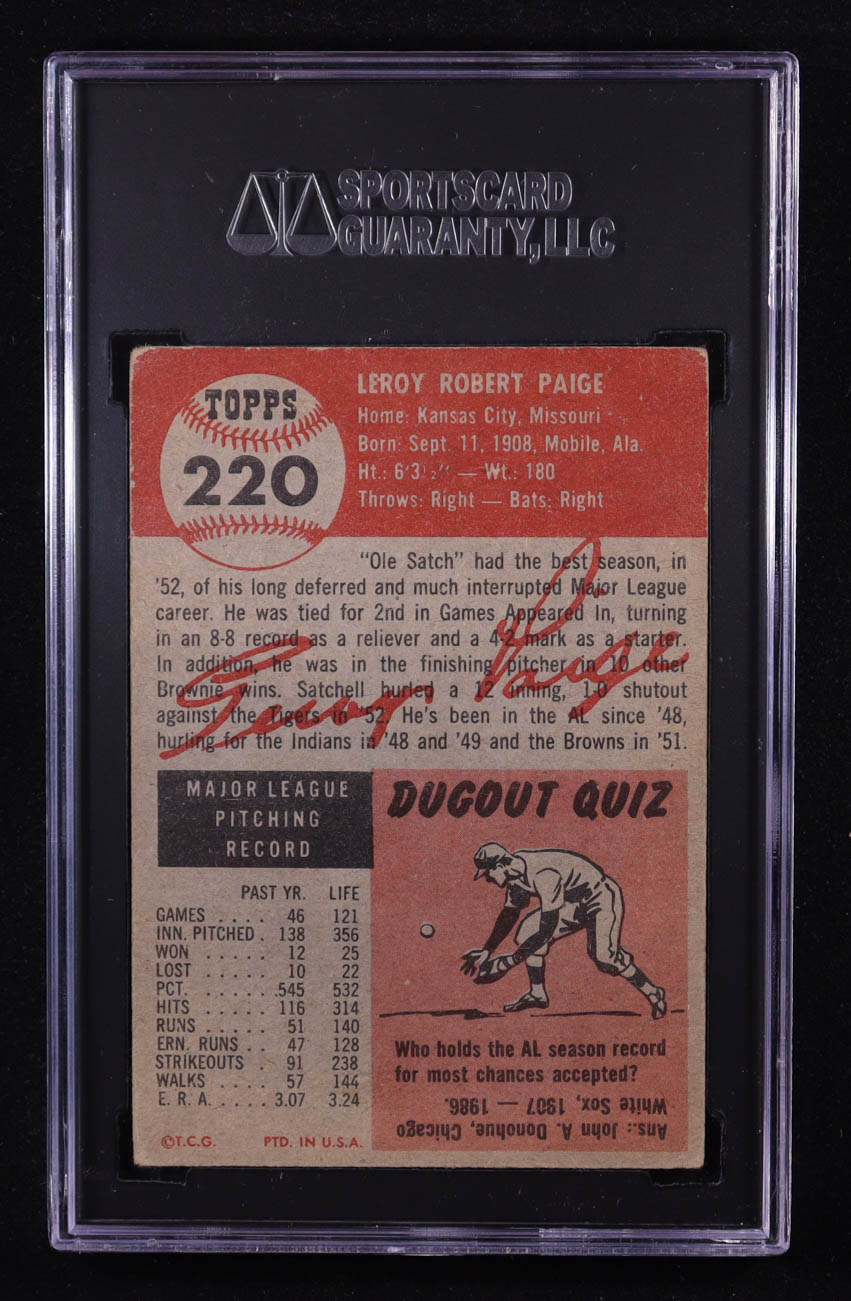 SPORTSCARD
GUARANTY, LLC
TOPPS
220
LEROY ROBERT PAIGE
Home: Kansas City, Missouri
Born: Sept. 11, 1908, Mobile, Ala.
Ht.: 6'3½" — Wt.: 180
Throws: Right — Bats: Right
"Ole Satch" had the best season, in
'52, of his long deferred and much interrupted Major League
career. He was tied for 2nd in Games Appeared In, turning
in an 8-8 record as a reliever and a 4-2 mark as a starter.
In addition, he was in the finishing pitcher in 10 other
Brownie wins. Satchell hurled a 12 inning, 1-0 shutout
against the Tigers in '52. He's been in the AL since '48,
hurling for the Indians in '48 and '49 and the Browns in '51.
MAJOR LEAGUE
PITCHING
RECORD
PAST YR. LIFE
GAMES .... 46 121
INN. PITCHED . 138 356
WON ..... 12 25
LOST ..... 10 22
PCT. ...... .545 532
HITS ..... 116 314
RUNS ..... 51 140
ERN. RUNS .. 47 128
STRIKEOUTS . 91 238
WALKS .... 57 144
E. R. A. .... 3.07 3.24
©T.C.G. PTD. IN U.S.A.
DUGOUT QUIZ
Who holds the AL season record
for most chances accepted?
Ans.: John A. Donohue, Chicago
White Sox, 1907 — 1986.